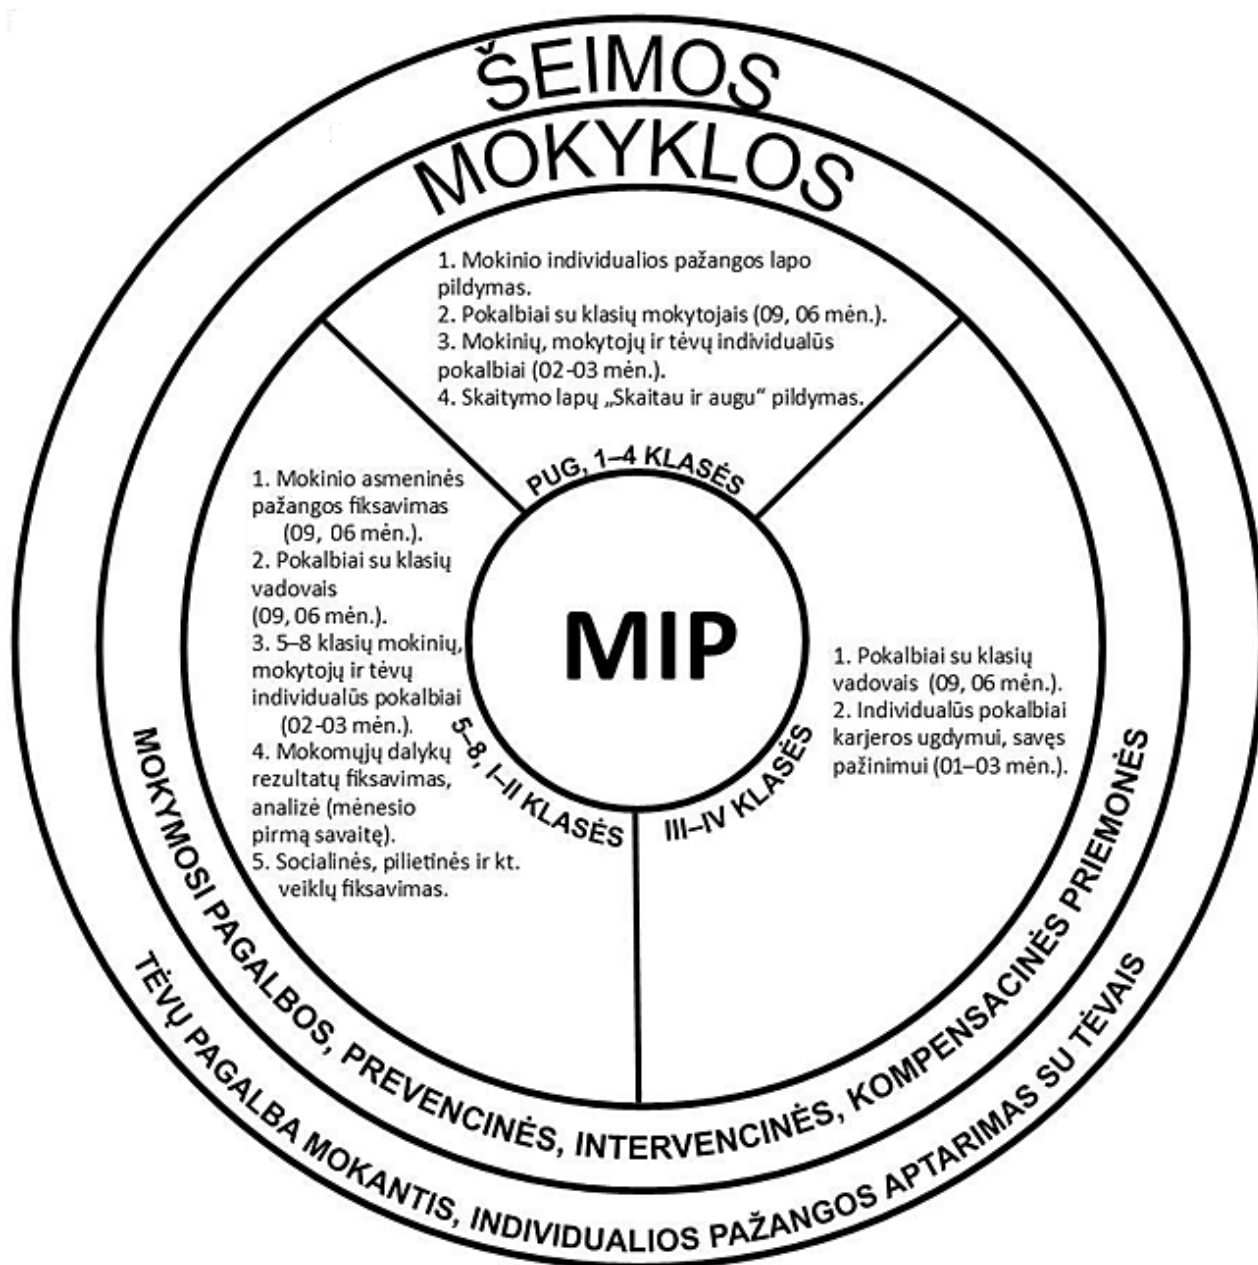 ŠEIMOS
MOKYKLOS
1. Mokinio individualios pažangos lapo
pildymas.
2. Pokalbiai su klasių mokytojais (09, 06 mėn.).
3. Mokinių, mokytojų ir tėvų individualūs
pokalbiai (02-03 mėn.).
4. Skaitymo lapų „Skaitau ir augu“ pildymas.
PUG, 1–4 KLASĖS
1. Mokinio asmeninės
pažangos fiksavimas
(09, 06 mėn.).
2. Pokalbiai su klasių
vadovais
(09, 06 mėn.).
3. 5–8 klasių mokinių,
mokytojų ir tėvų
individualūs pokalbiai
(02-03 mėn.).
4. Mokomųjų dalykų
rezultatų fiksavimas,
analizė (mėnesio
pirmą savaitę).
5. Socialinės, pilietinės ir kt.
veiklų fiksavimas.
5–8, I–II KLASĖS
MIP
1. Pokalbiai su klasių
vadovais (09, 06 mėn.).
2. Individualūs pokalbiai
karjeros ugdymui, savęs
pažinimui (01–03 mėn.).
III–IV KLASĖS
MOKYMOSI PAGALBOS, PREVENCINĖS, INTERVENCINĖS, KOMPENSACINĖS PRIEMONĖS
TĖVŲ PAGALBA MOKANTIS, INDIVIDUALIOS PAŽANGOS APTARIMAS SU TĖVAIS